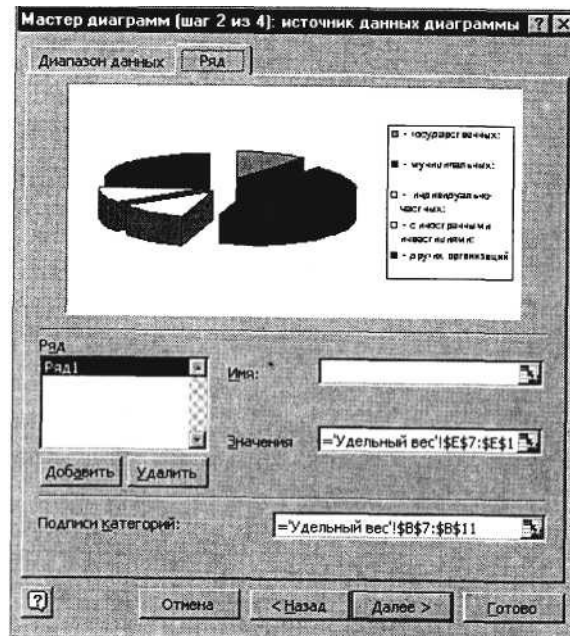 Мастер диаграмм (шаг 2 из 4): источник данных диаграммы
Диапазон данных
Ряд
- государственных:
- муниципальных:
- индивидуально-
частных:
- с иностранными
инвестициями:
- других организаций
Ряд
Ряд1
Имя:
Значения
='Удельный вес'!$E$7:$E$1
Добавить
Удалить
Подписи категорий:
='Удельный вес'!$B$7:$B$11
Отмена
< Назад
Далее >
Готово